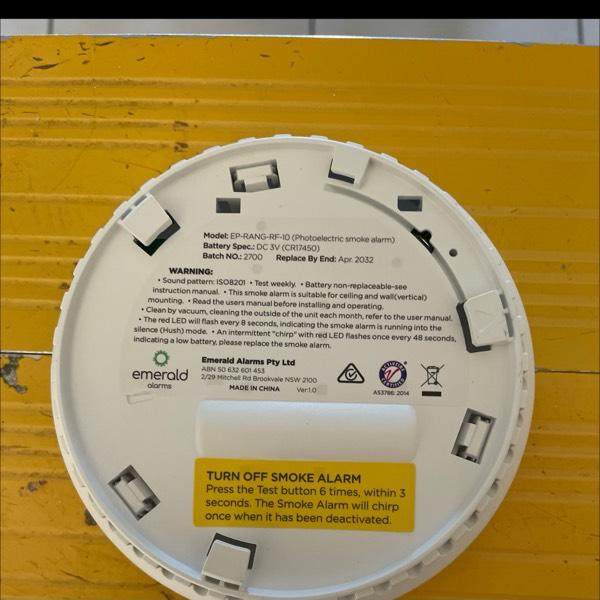 Model: EP-RANG-RF-10 (Photoelectric smoke alarm)
Battery Spec.: DC 3V (CR17450)
Batch NO.: 2700 Replace By End: Apr. 2032
WARNING:
• Sound pattern: ISO8201 • Test weekly. • Battery non-replaceable-see
instruction manual. • This smoke alarm is suitable for ceiling and wall(vertical)
mounting. • Read the users manual before installing and operating.
• Clean by vacuum, cleaning the outside of the unit each month, refer to the user manual.
• The red LED will flash every 8 seconds, indicating the smoke alarm is running into the
silence (Hush) mode. • An intermittent "chirp" with red LED flashes once every 48 seconds,
indicating a low battery, please replace the smoke alarm.
emerald
alarms
Emerald Alarms Pty Ltd
ABN 50 632 601 453
2/29 Mitchell Rd Brookvale NSW 2100
MADE IN CHINA Ver:1.0
AS3786: 2014
TURN OFF SMOKE ALARM
Press the Test button 6 times, within 3
seconds. The Smoke Alarm will chirp
once when it has been deactivated.